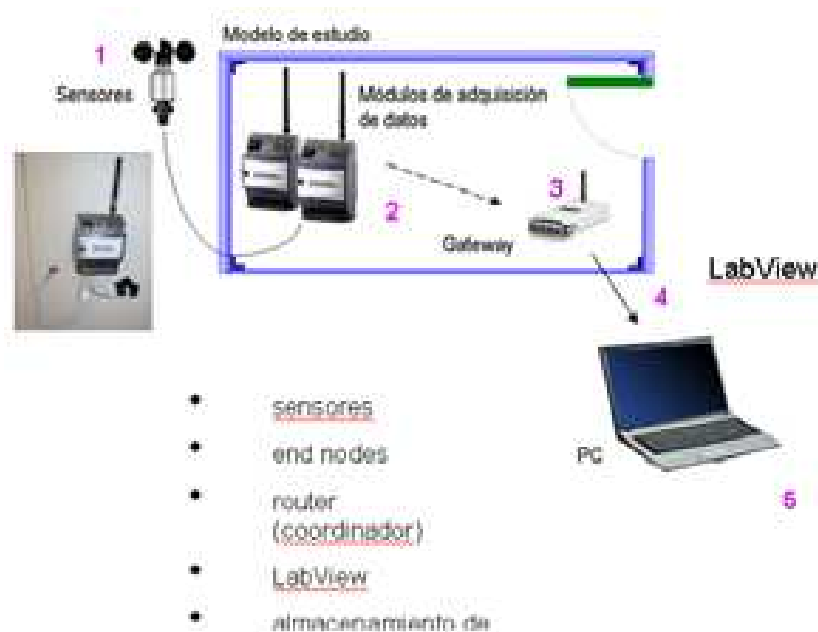 Modelo de estudio
1
Sensores
Módulos de adquisición
de datos
2
3
Gateway
LabView
4
PC
5
• sensores
• end nodes
• router
(coordinador)
• LabView
• almacenamiento de